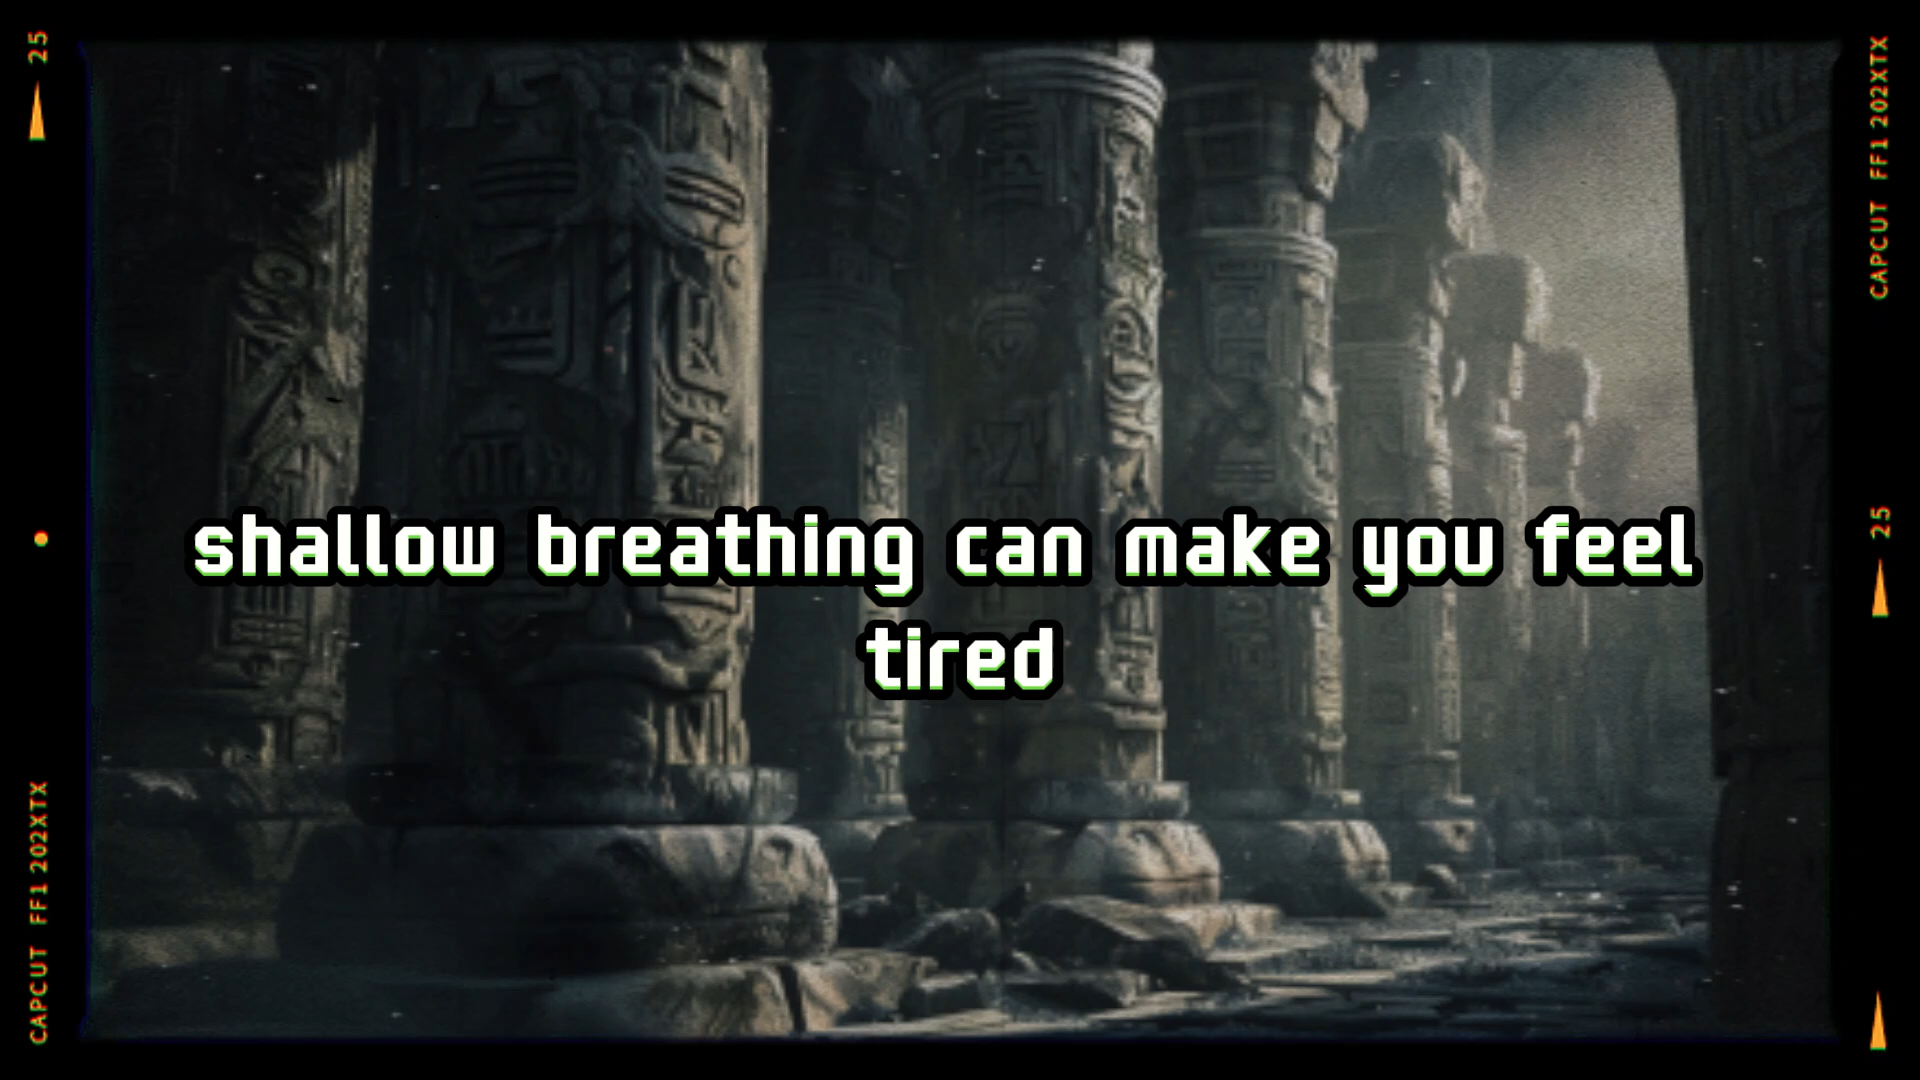 25
CAPCUT FF1 202XTX
shallow breathing can make you feel
tired
25
CAPCUT FF1 202XTX